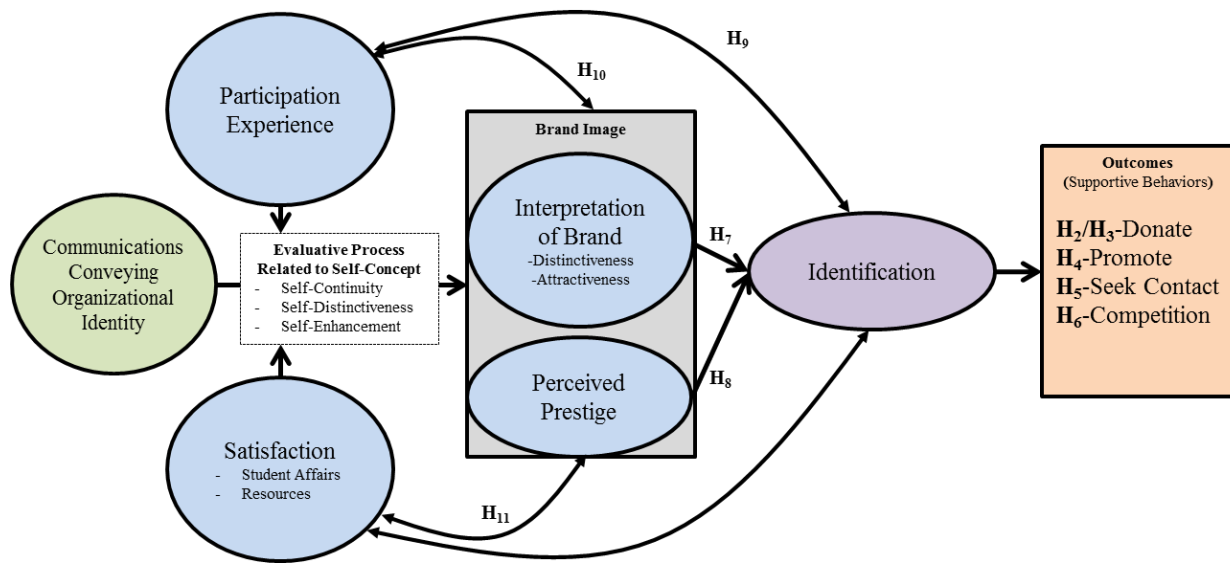 Participation
Experience
H₉
H₁₀
Communications
Conveying
Organizational
Identity
Evaluative Process
Related to Self-Concept
- Self-Continuity
- Self-Distinctiveness
- Self-Enhancement
Satisfaction
- Student Affairs
- Resources
Brand Image
Interpretation
of Brand
-Distinctiveness
-Attractiveness
Perceived
Prestige
H₇
H₈
H₁₁
Identification
Outcomes
(Supportive Behaviors)
H₂/H₃-Donate
H₄-Promote
H₅-Seek Contact
H₆-Competition